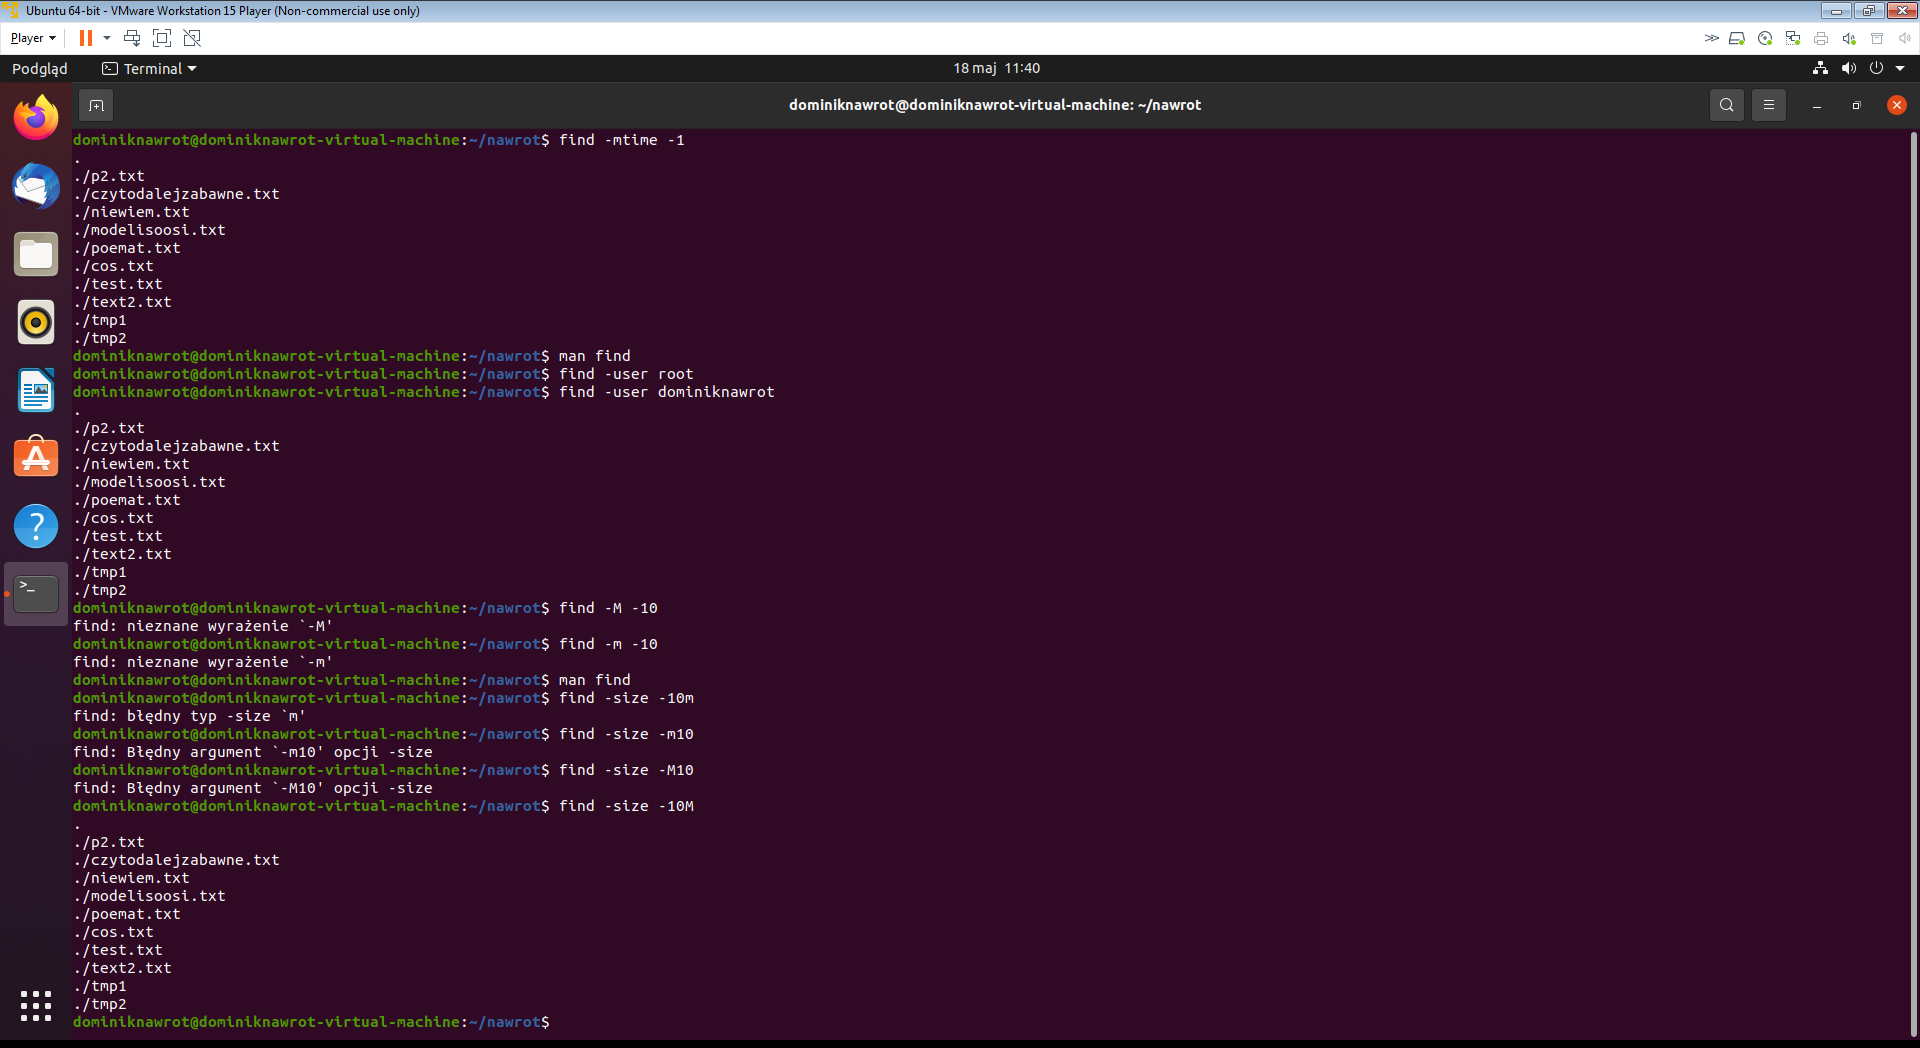 Ubuntu 64-bit - VMware Workstation 15 Player (Non-commercial use only)
Player
Podgląd
Terminal
18 maj 11:40
dominiknawrot@dominiknawrot-virtual-machine: ~/nawrot
dominiknawrot@dominiknawrot-virtual-machine:~/nawrot$ find -mtime -1
.
./p2.txt
./czytodalejzabawne.txt
./niewiem.txt
./modelisoosi.txt
./poemat.txt
./cos.txt
./test.txt
./text2.txt
./tmp1
./tmp2
dominiknawrot@dominiknawrot-virtual-machine:~/nawrot$ man find
dominiknawrot@dominiknawrot-virtual-machine:~/nawrot$ find -user root
dominiknawrot@dominiknawrot-virtual-machine:~/nawrot$ find -user dominiknawrot
.
./p2.txt
./czytodalejzabawne.txt
./niewiem.txt
./modelisoosi.txt
./poemat.txt
./cos.txt
./test.txt
./text2.txt
./tmp1
./tmp2
dominiknawrot@dominiknawrot-virtual-machine:~/nawrot$ find -M -10
find: nieznane wyrażenie `-M'
dominiknawrot@dominiknawrot-virtual-machine:~/nawrot$ find -m -10
find: nieznane wyrażenie `-m'
dominiknawrot@dominiknawrot-virtual-machine:~/nawrot$ man find
dominiknawrot@dominiknawrot-virtual-machine:~/nawrot$ find -size -10m
find: błędny typ -size `m'
dominiknawrot@dominiknawrot-virtual-machine:~/nawrot$ find -size -m10
find: Błędny argument `-m10' opcji -size
dominiknawrot@dominiknawrot-virtual-machine:~/nawrot$ find -size -M10
find: Błędny argument `-M10' opcji -size
dominiknawrot@dominiknawrot-virtual-machine:~/nawrot$ find -size -10M
.
./p2.txt
./czytodalejzabawne.txt
./niewiem.txt
./modelisoosi.txt
./poemat.txt
./cos.txt
./test.txt
./text2.txt
./tmp1
./tmp2
dominiknawrot@dominiknawrot-virtual-machine:~/nawrot$